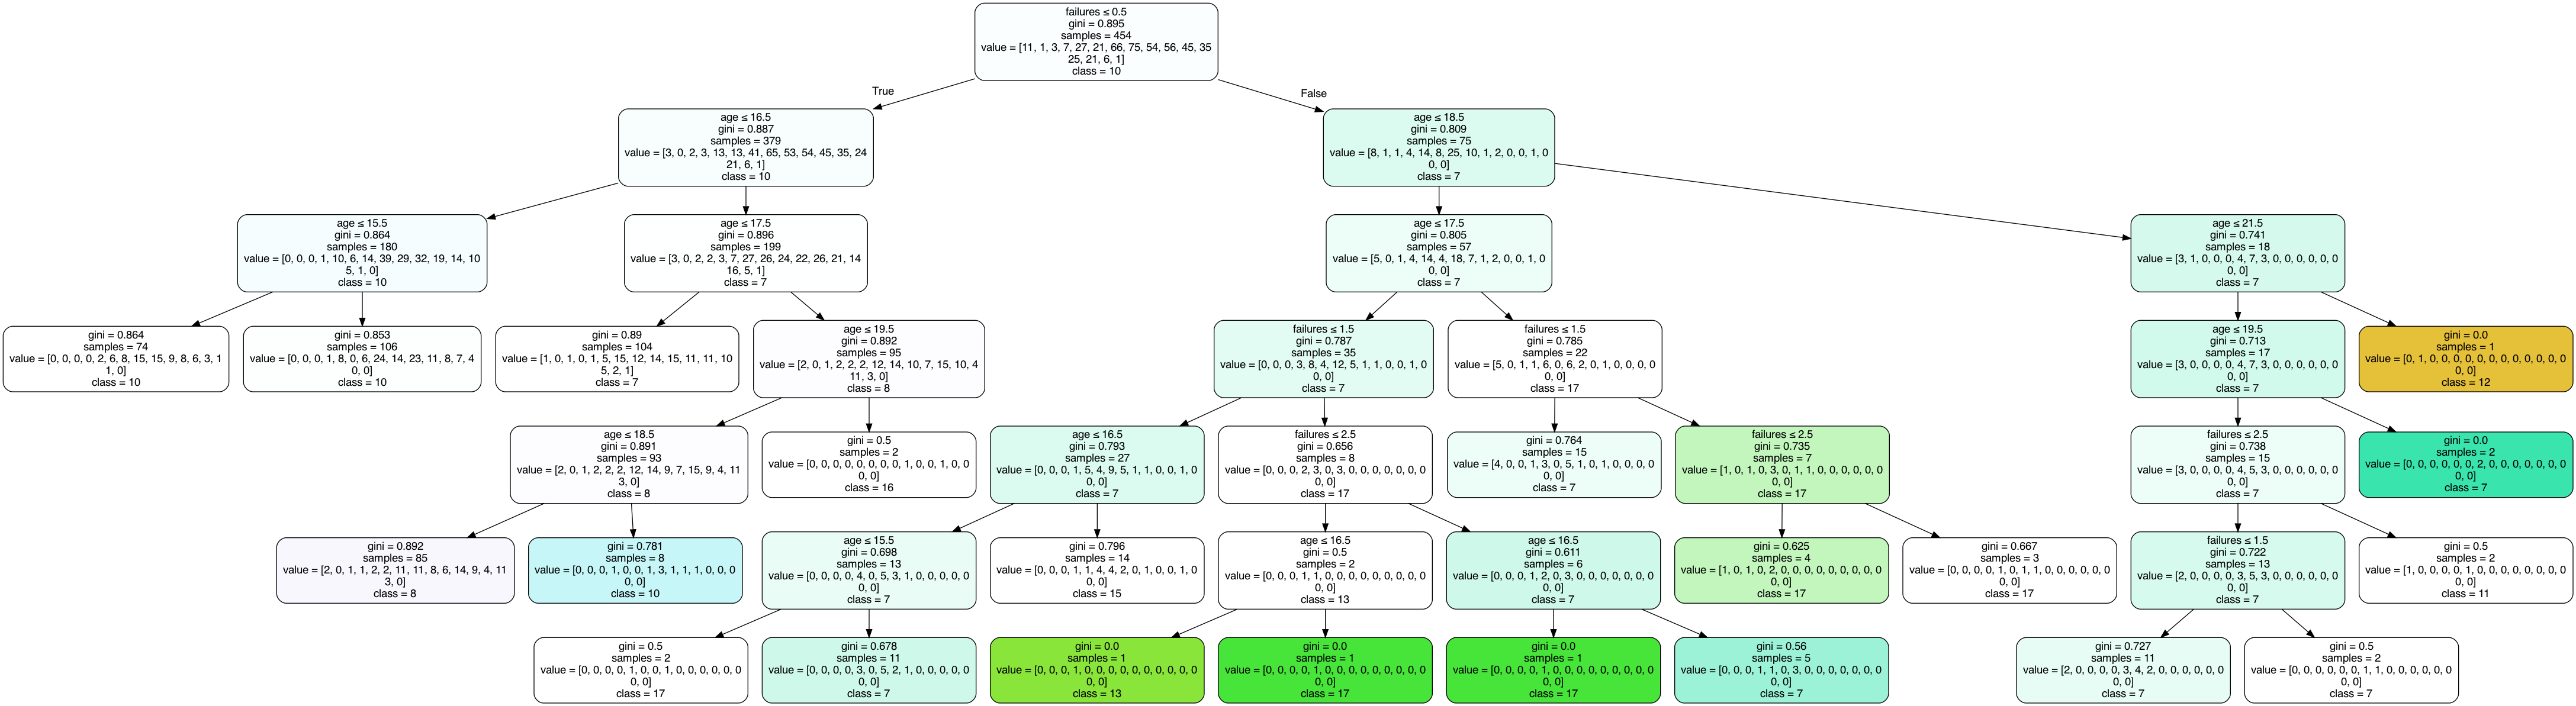 failures ≤ 0.5
gini = 0.895
samples = 454
value = [11, 1, 3, 7, 27, 21, 66, 75, 54, 56, 45, 35
25, 21, 6, 1]
class = 10
True
False
age ≤ 16.5
gini = 0.887
samples = 379
value = [3, 0, 2, 3, 13, 13, 41, 65, 53, 54, 45, 35, 24
21, 6, 1]
class = 10
age ≤ 18.5
gini = 0.809
samples = 75
value = [8, 1, 1, 4, 14, 8, 25, 10, 1, 2, 0, 0, 1, 0
0, 0]
class = 7
age ≤ 15.5
gini = 0.864
samples = 180
value = [0, 0, 0, 1, 10, 6, 14, 39, 29, 32, 19, 14, 10
5, 1, 0]
class = 10
age ≤ 17.5
gini = 0.896
samples = 199
value = [3, 0, 2, 2, 3, 7, 27, 26, 24, 22, 26, 21, 14
16, 5, 1]
class = 7
age ≤ 17.5
gini = 0.805
samples = 57
value = [5, 0, 1, 4, 14, 4, 18, 7, 1, 2, 0, 0, 1, 0
0, 0]
class = 7
age ≤ 21.5
gini = 0.741
samples = 18
value = [3, 1, 0, 0, 0, 4, 7, 3, 0, 0, 0, 0, 0, 0
0, 0]
class = 7
gini = 0.864
samples = 74
value = [0, 0, 0, 0, 2, 6, 8, 15, 15, 9, 8, 6, 3, 1
1, 0]
class = 10
gini = 0.853
samples = 106
value = [0, 0, 0, 1, 8, 0, 6, 24, 14, 23, 11, 8, 7, 4
0, 0]
class = 10
gini = 0.89
samples = 104
value = [1, 0, 1, 0, 1, 5, 15, 12, 14, 15, 11, 11, 10
5, 2, 1]
class = 7
age ≤ 19.5
gini = 0.892
samples = 95
value = [2, 0, 1, 2, 2, 2, 12, 14, 10, 7, 15, 10, 4
11, 3, 0]
class = 8
failures ≤ 1.5
gini = 0.787
samples = 35
value = [0, 0, 0, 3, 8, 4, 12, 5, 1, 1, 0, 0, 1, 0
0, 0]
class = 7
failures ≤ 1.5
gini = 0.785
samples = 22
value = [5, 0, 1, 1, 6, 0, 6, 2, 0, 1, 0, 0, 0, 0
0, 0]
class = 17
age ≤ 19.5
gini = 0.713
samples = 17
value = [3, 0, 0, 0, 0, 4, 7, 3, 0, 0, 0, 0, 0, 0
0, 0]
class = 7
gini = 0.0
samples = 1
value = [0, 1, 0, 0, 0, 0, 0, 0, 0, 0, 0, 0, 0, 0
0, 0]
class = 12
age ≤ 18.5
gini = 0.891
samples = 93
value = [2, 0, 1, 2, 2, 2, 12, 14, 9, 7, 15, 9, 4, 11
3, 0]
class = 8
gini = 0.5
samples = 2
value = [0, 0, 0, 0, 0, 0, 0, 0, 1, 0, 0, 1, 0, 0
0, 0]
class = 16
age ≤ 16.5
gini = 0.793
samples = 27
value = [0, 0, 0, 1, 5, 4, 9, 5, 1, 1, 0, 0, 1, 0
0, 0]
class = 7
failures ≤ 2.5
gini = 0.656
samples = 8
value = [0, 0, 0, 2, 3, 0, 3, 0, 0, 0, 0, 0, 0, 0
0, 0]
class = 17
gini = 0.764
samples = 15
value = [4, 0, 0, 1, 3, 0, 5, 1, 0, 1, 0, 0, 0, 0
0, 0]
class = 7
failures ≤ 2.5
gini = 0.735
samples = 7
value = [1, 0, 1, 0, 3, 0, 1, 1, 0, 0, 0, 0, 0, 0
0, 0]
class = 17
failures ≤ 2.5
gini = 0.738
samples = 15
value = [3, 0, 0, 0, 0, 4, 5, 3, 0, 0, 0, 0, 0, 0
0, 0]
class = 7
gini = 0.0
samples = 2
value = [0, 0, 0, 0, 0, 0, 2, 0, 0, 0, 0, 0, 0, 0
0, 0]
class = 7
gini = 0.892
samples = 85
value = [2, 0, 1, 1, 2, 2, 11, 11, 8, 6, 14, 9, 4, 11
3, 0]
class = 8
gini = 0.781
samples = 8
value = [0, 0, 0, 1, 0, 0, 1, 3, 1, 1, 1, 0, 0, 0
0, 0]
class = 10
age ≤ 15.5
gini = 0.698
samples = 13
value = [0, 0, 0, 0, 4, 0, 5, 3, 1, 0, 0, 0, 0, 0
0, 0]
class = 7
gini = 0.796
samples = 14
value = [0, 0, 0, 1, 1, 4, 4, 2, 0, 1, 0, 0, 1, 0
0, 0]
class = 15
age ≤ 16.5
gini = 0.5
samples = 2
value = [0, 0, 0, 1, 1, 0, 0, 0, 0, 0, 0, 0, 0, 0
0, 0]
class = 13
age ≤ 16.5
gini = 0.611
samples = 6
value = [0, 0, 0, 1, 2, 0, 3, 0, 0, 0, 0, 0, 0, 0
0, 0]
class = 7
gini = 0.625
samples = 4
value = [1, 0, 1, 0, 2, 0, 0, 0, 0, 0, 0, 0, 0, 0
0, 0]
class = 17
gini = 0.667
samples = 3
value = [0, 0, 0, 0, 1, 0, 1, 1, 0, 0, 0, 0, 0, 0
0, 0]
class = 17
failures ≤ 1.5
gini = 0.722
samples = 13
value = [2, 0, 0, 0, 0, 3, 5, 3, 0, 0, 0, 0, 0, 0
0, 0]
class = 7
gini = 0.5
samples = 2
value = [1, 0, 0, 0, 0, 1, 0, 0, 0, 0, 0, 0, 0, 0
0, 0]
class = 11
gini = 0.5
samples = 2
value = [0, 0, 0, 0, 1, 0, 0, 1, 0, 0, 0, 0, 0, 0
0, 0]
class = 17
gini = 0.678
samples = 11
value = [0, 0, 0, 0, 3, 0, 5, 2, 1, 0, 0, 0, 0, 0
0, 0]
class = 7
gini = 0.0
samples = 1
value = [0, 0, 0, 1, 0, 0, 0, 0, 0, 0, 0, 0, 0, 0
0, 0]
class = 13
gini = 0.0
samples = 1
value = [0, 0, 0, 0, 1, 0, 0, 0, 0, 0, 0, 0, 0, 0
0, 0]
class = 17
gini = 0.0
samples = 1
value = [0, 0, 0, 0, 1, 0, 0, 0, 0, 0, 0, 0, 0, 0
0, 0]
class = 17
gini = 0.56
samples = 5
value = [0, 0, 0, 1, 1, 0, 3, 0, 0, 0, 0, 0, 0, 0
0, 0]
class = 7
gini = 0.727
samples = 11
value = [2, 0, 0, 0, 0, 3, 4, 2, 0, 0, 0, 0, 0, 0
0, 0]
class = 7
gini = 0.5
samples = 2
value = [0, 0, 0, 0, 0, 0, 1, 1, 0, 0, 0, 0, 0, 0
0, 0]
class = 7